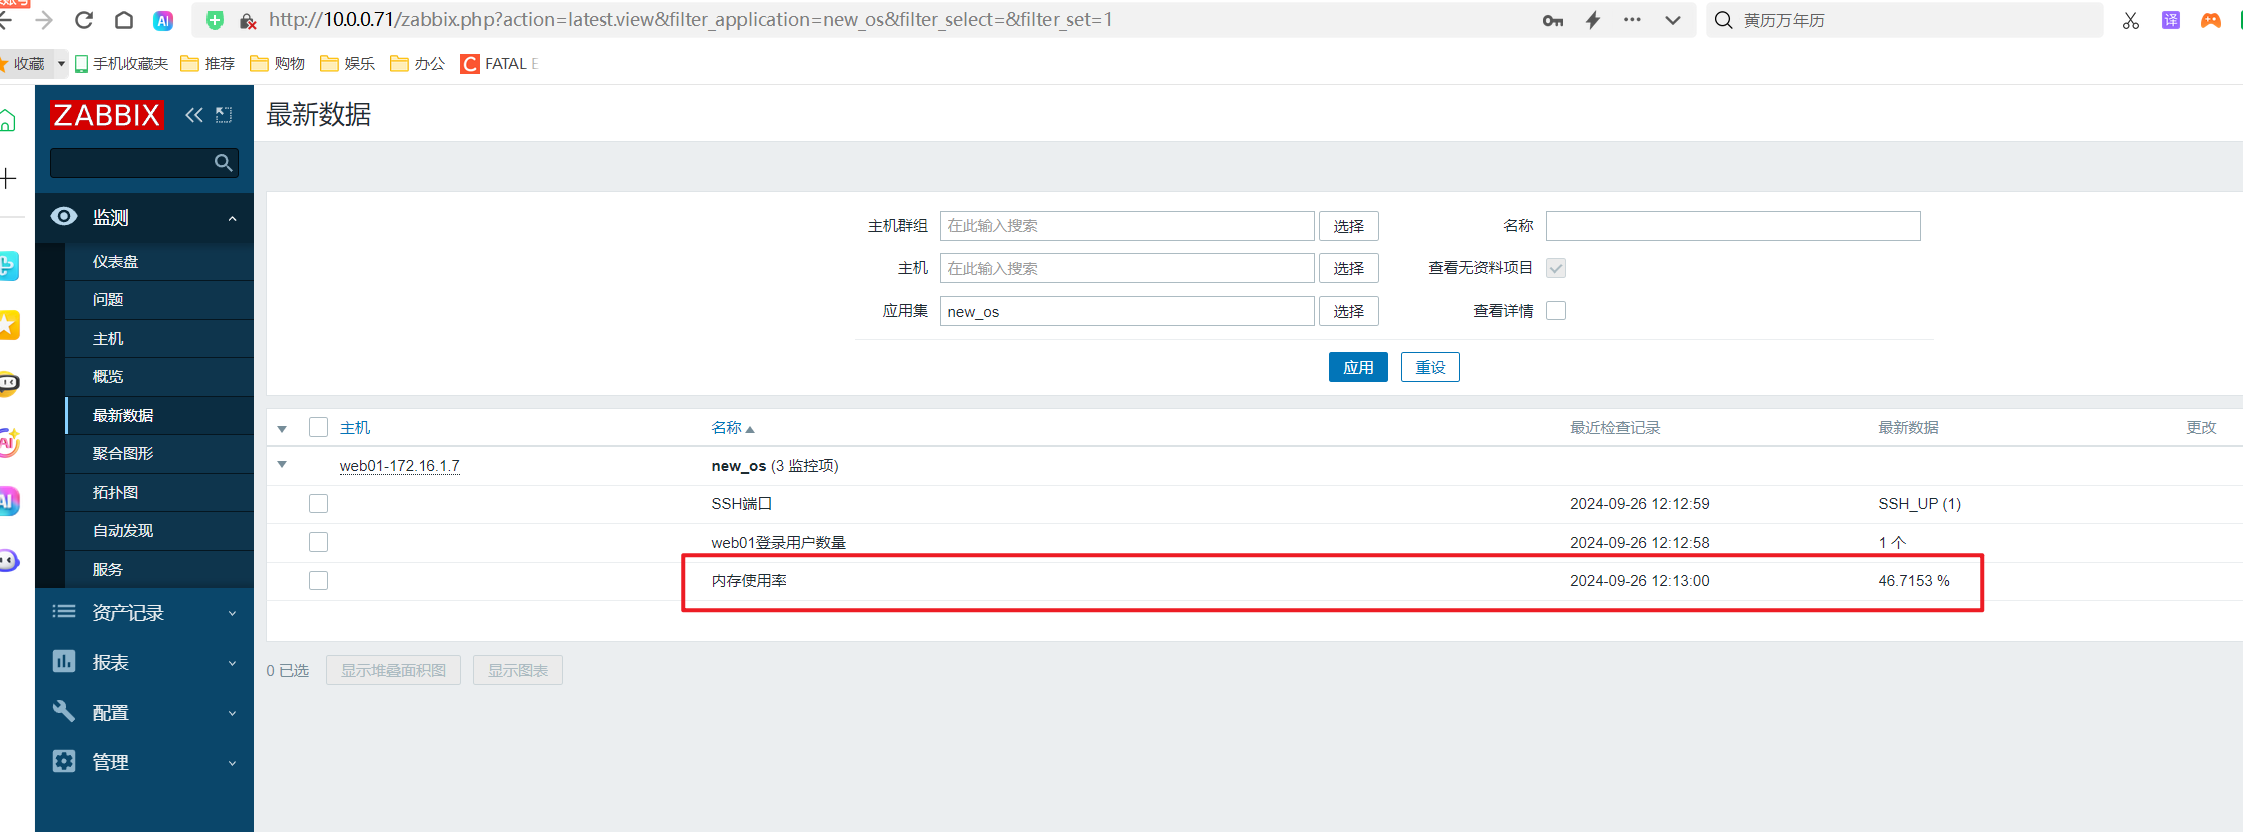 http://10.0.0.71/zabbix.php?action=latest.view&filter_application=new_os&filter_select=&filter_set=1
黄历万年历
译
AI
收藏
手机收藏夹
推荐
购物
娱乐
办公
C FATAL E
ZABBIX
最新数据
监测
仪表盘
问题
主机
概览
最新数据
聚合图形
拓扑图
自动发现
服务
资产记录
报表
配置
管理
主机群组 在此输入搜索 选择 名称
主机 在此输入搜索 选择 查看无资料项目
应用集 new_os 选择 查看详情
应用 重设
主机 名称 最近检查记录 最新数据 更改
web01-172.16.1.7 new_os (3 监控项)
SSH端口 2024-09-26 12:12:59 SSH_UP (1)
web01登录用户数量 2024-09-26 12:12:58 1 个
内存使用率 2024-09-26 12:13:00 46.7153 %
0 已选 显示堆叠面积图 显示图表
AI
AI